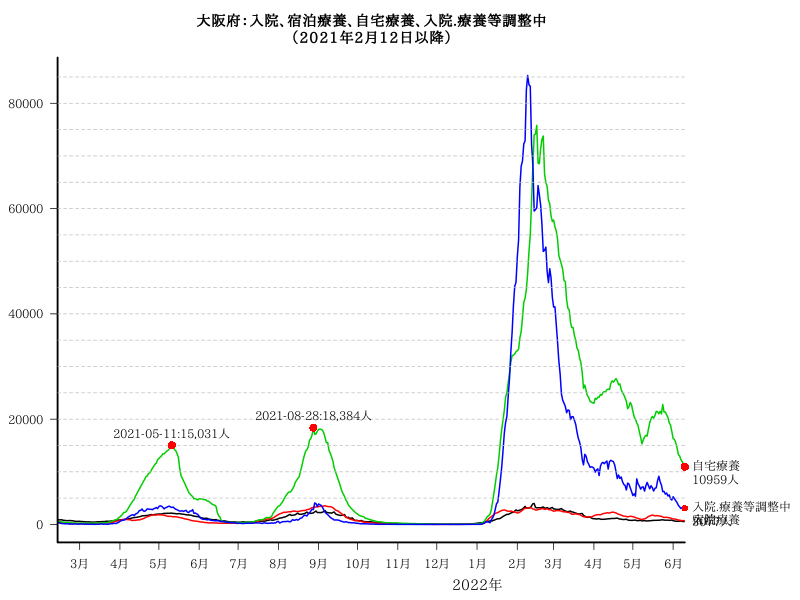 大阪府：入院、宿泊療養、自宅療養、入院.療養等調整中
（2021年2月12日以降）
80000
60000
40000
20000
0
2021-05-11:15,031人
2021-08-28:18,384人
自宅療養
10959人
入院.療養等調整中
3月
4月
5月
6月
7月
8月
9月
10月
11月
12月
1月
2月
3月
4月
5月
6月
2022年